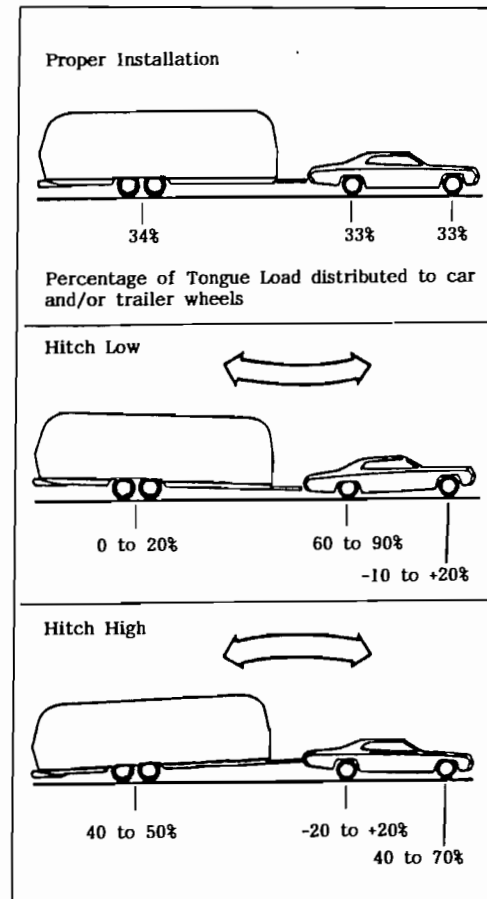 Proper Installation
34%
33%
33%
Percentage of Tongue Load distributed to car
and/or trailer wheels
Hitch Low
0 to 20%
60 to 90%
-10 to +20%
Hitch High
40 to 50%
-20 to +20%
40 to 70%